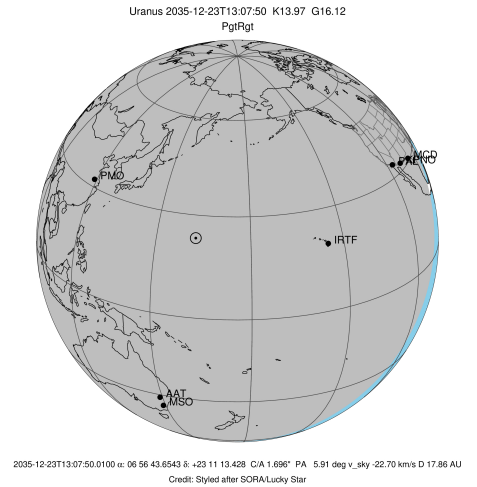 Uranus 2035-12-23T13:07:50 K13.97 G16.12
PgtRgt
MCD
PMO
IRTF
AAT
MSO
2035-12-23T13:07:50.0100 α: 06 56 43.6543 δ: +23 11 13.428 C/A 1.696" PA 5.91 deg v_sky -22.70 km/s D 17.86 AU
Credit: Styled after SORA/Lucky Star